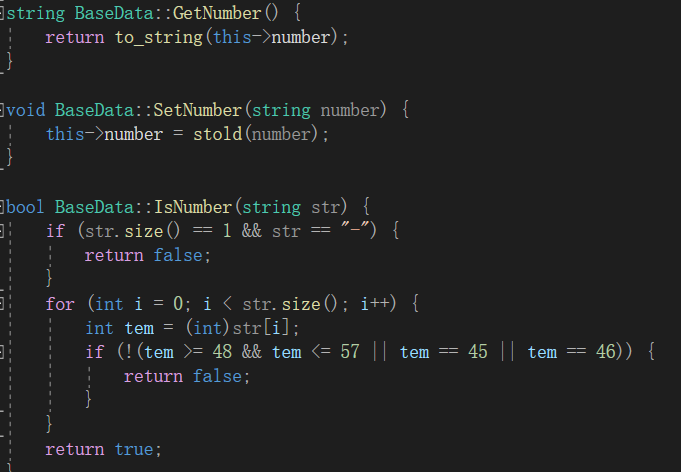 string BaseData::GetNumber() {
    return to_string(this->number);
}

void BaseData::SetNumber(string number) {
    this->number = stold(number);
}

bool BaseData::IsNumber(string str) {
    if (str.size() == 1 && str == "-") {
        return false;
    }
    for (int i = 0; i < str.size(); i++) {
        int tem = (int)str[i];
        if (!(tem >= 48 && tem <= 57 || tem == 45 || tem == 46)) {
            return false;
        }
    }
    return true;
}